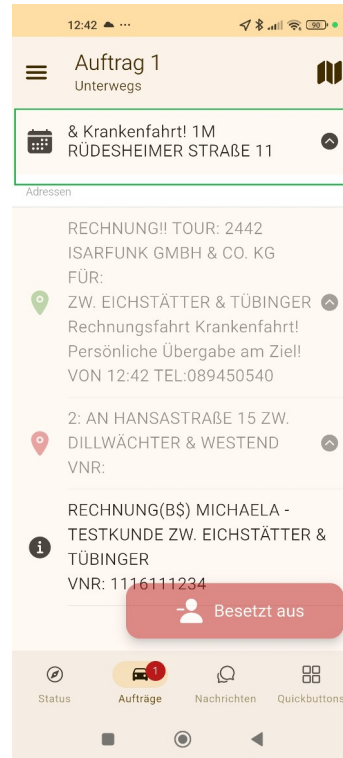 12:42
90
Auftrag 1
Unterwegs
& Krankenfahrt! 1M
RÜDESHEIMER STRAßE 11
Adressen
RECHNUNG!! TOUR: 2442
ISARFUNK GMBH & CO. KG
FÜR:
ZW. EICHSTÄTTER & TÜBINGER
Rechnungsfahrt Krankenfahrt!
Persönliche Übergabe am Ziel!
VON 12:42 TEL:089450540
2: AN HANSASTRAßE 15 ZW.
DILLWÄCHTER & WESTEND
VNR:
RECHNUNG(B$) MICHAELA -
TESTKUNDE ZW. EICHSTÄTTER &
TÜBINGER
VNR: 1116111234
Besetzt aus
1
Status
Aufträge
Nachrichten
Quickbuttons